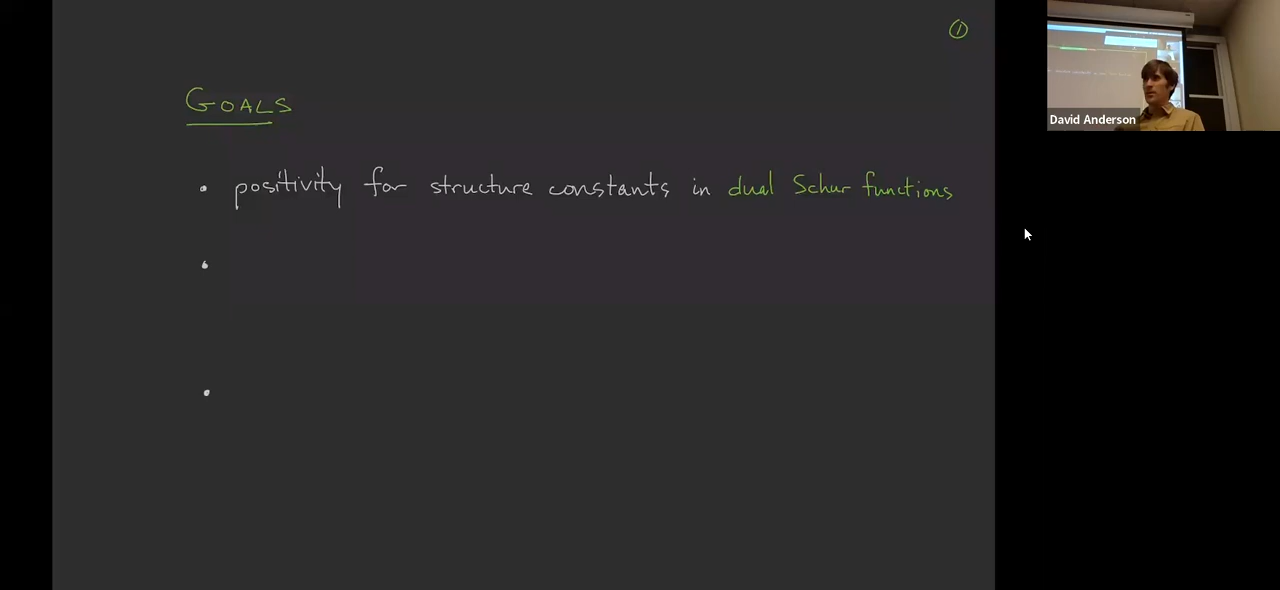 ①
GOALS
• positivity for structure constants in dual Schur functions
•
•
David Anderson